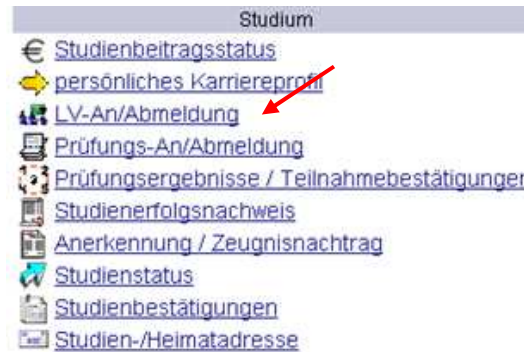 Studium
€ Studienbeitragsstatus
persönliches Karriereprofil
LV-An/Abmeldung
Prüfungs-An/Abmeldung
Prüfungsergebnisse / Teilnahmebestätigungen
Studienerfolgsnachweis
Anerkennung / Zeugnisnachtrag
Studienstatus
Studienbestätigungen
Studien-/Heimatadresse